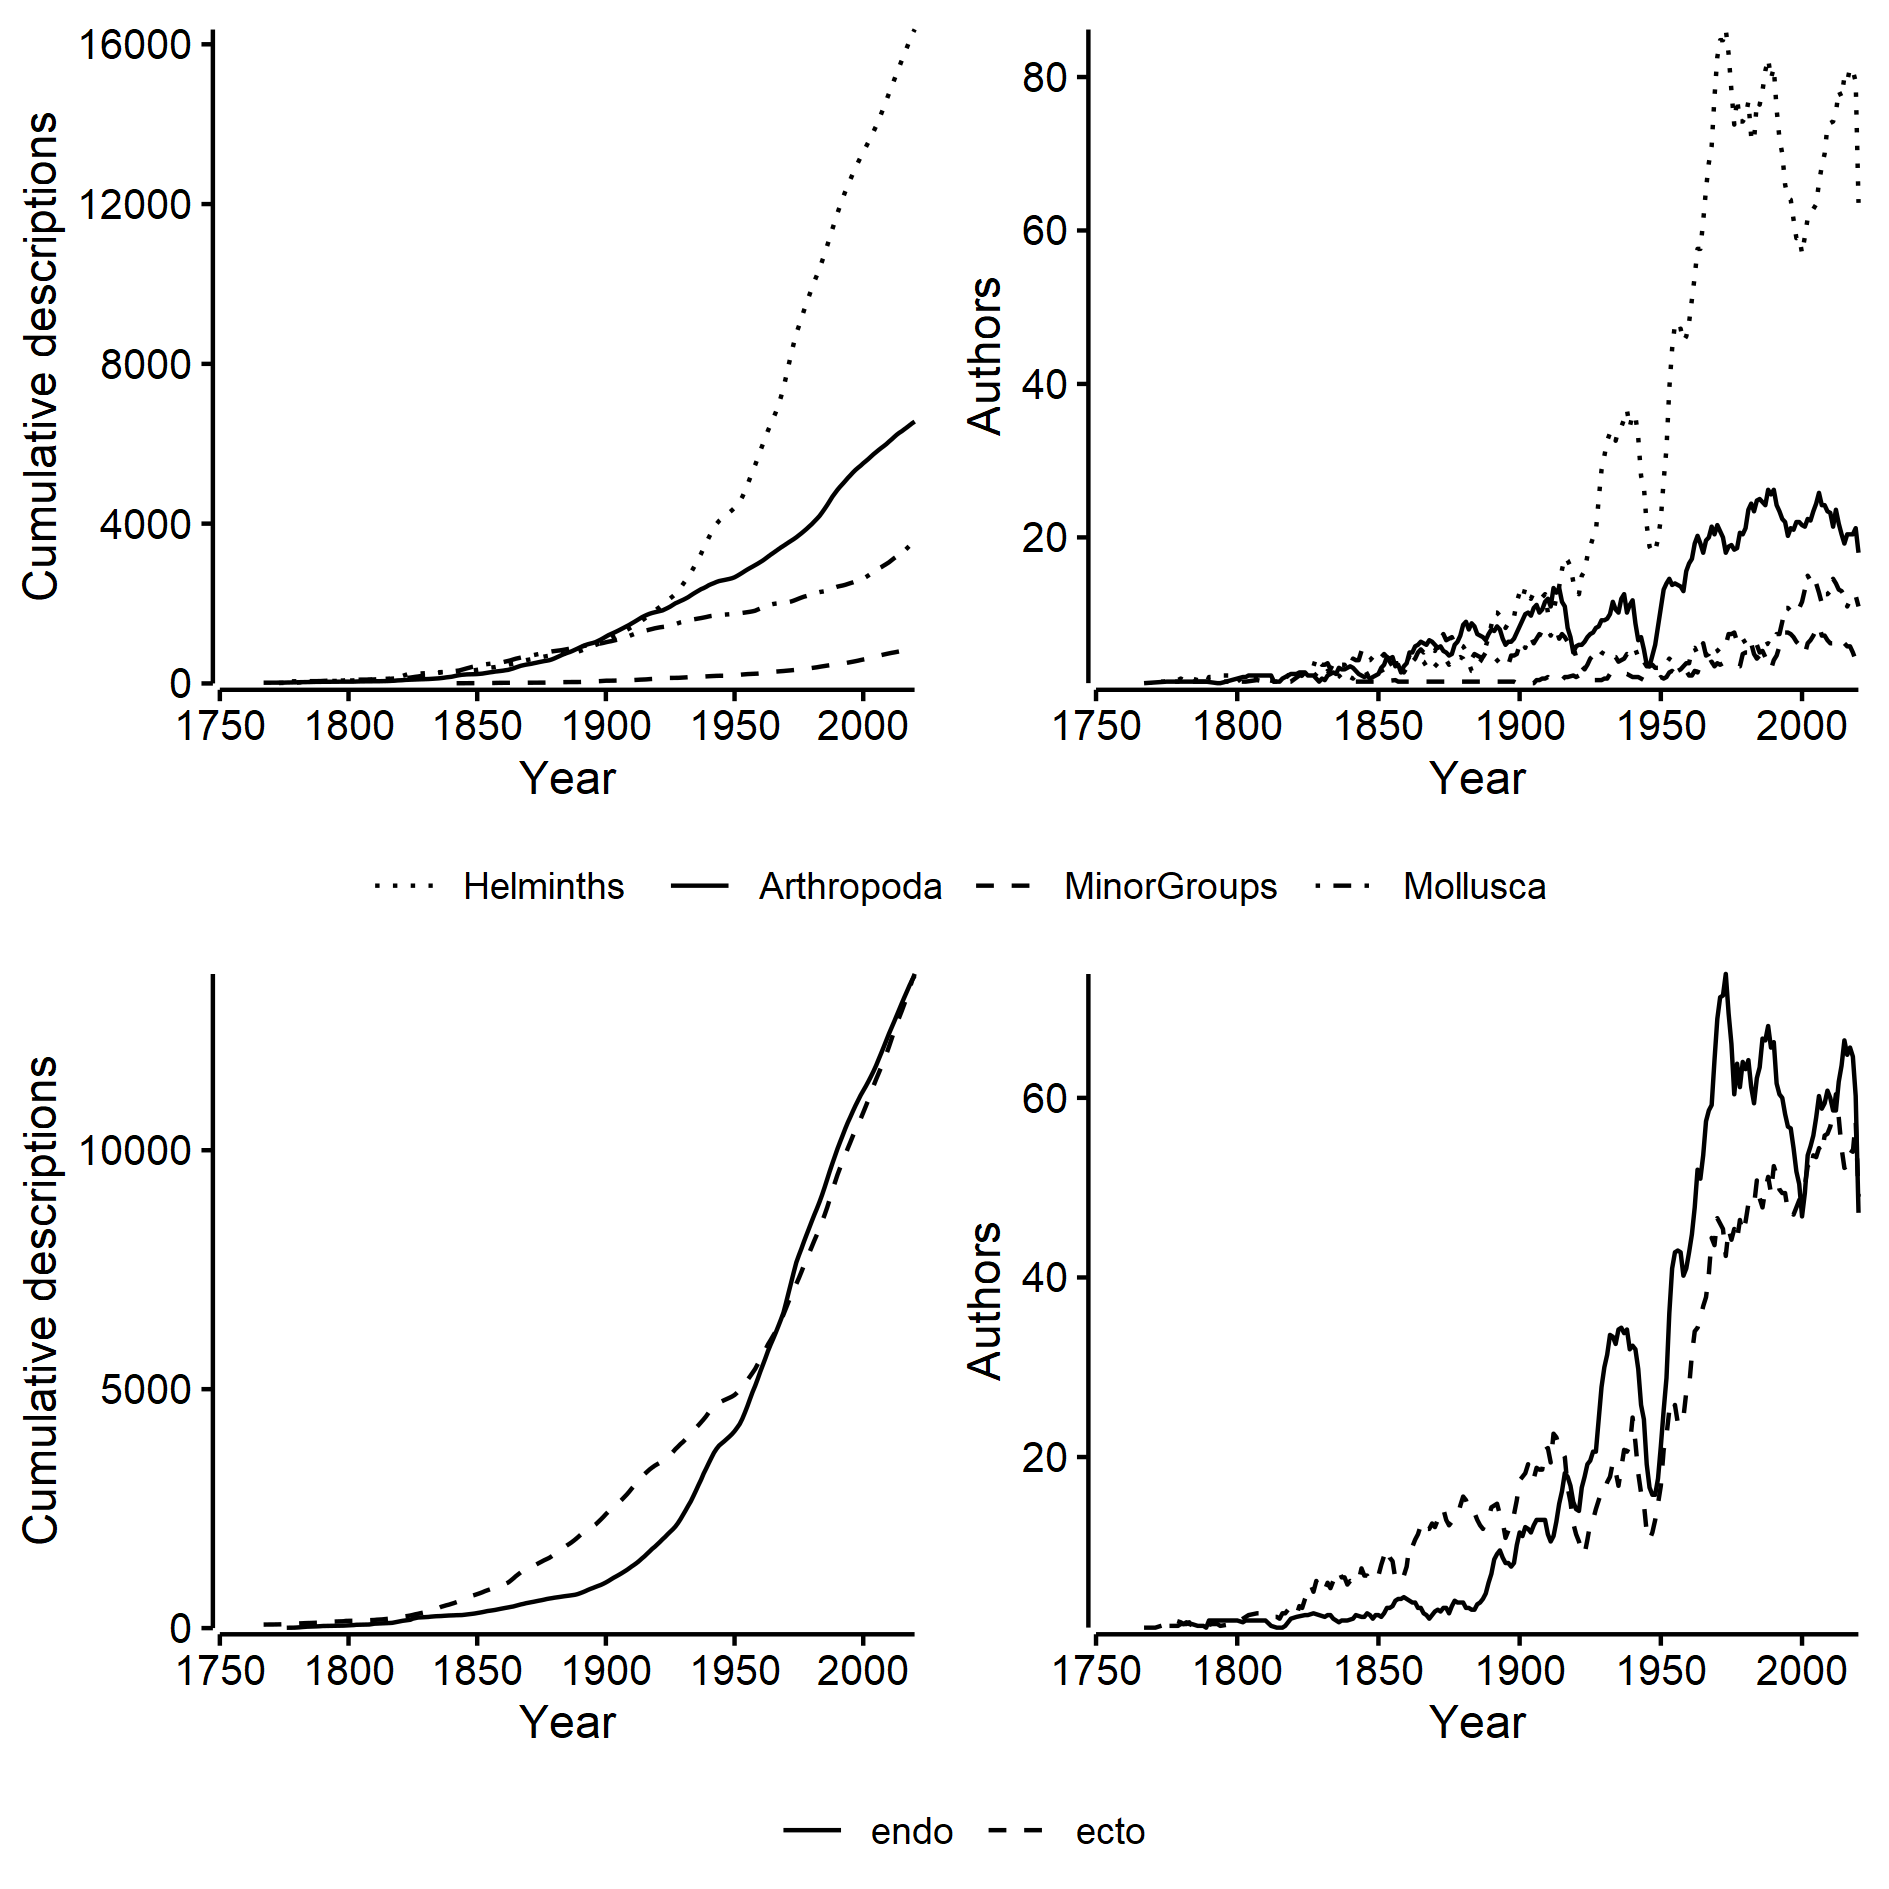 Cumulative descriptions
16000
12000
8000
4000
0
1750 1800 1850 1900 1950 2000
Year
Authors
80
60
40
20
1750 1800 1850 1900 1950 2000
Year
Helminths Arthropoda MinorGroups Mollusca
Cumulative descriptions
10000
5000
0
1750 1800 1850 1900 1950 2000
Year
Authors
60
40
20
1750 1800 1850 1900 1950 2000
Year
endo ecto